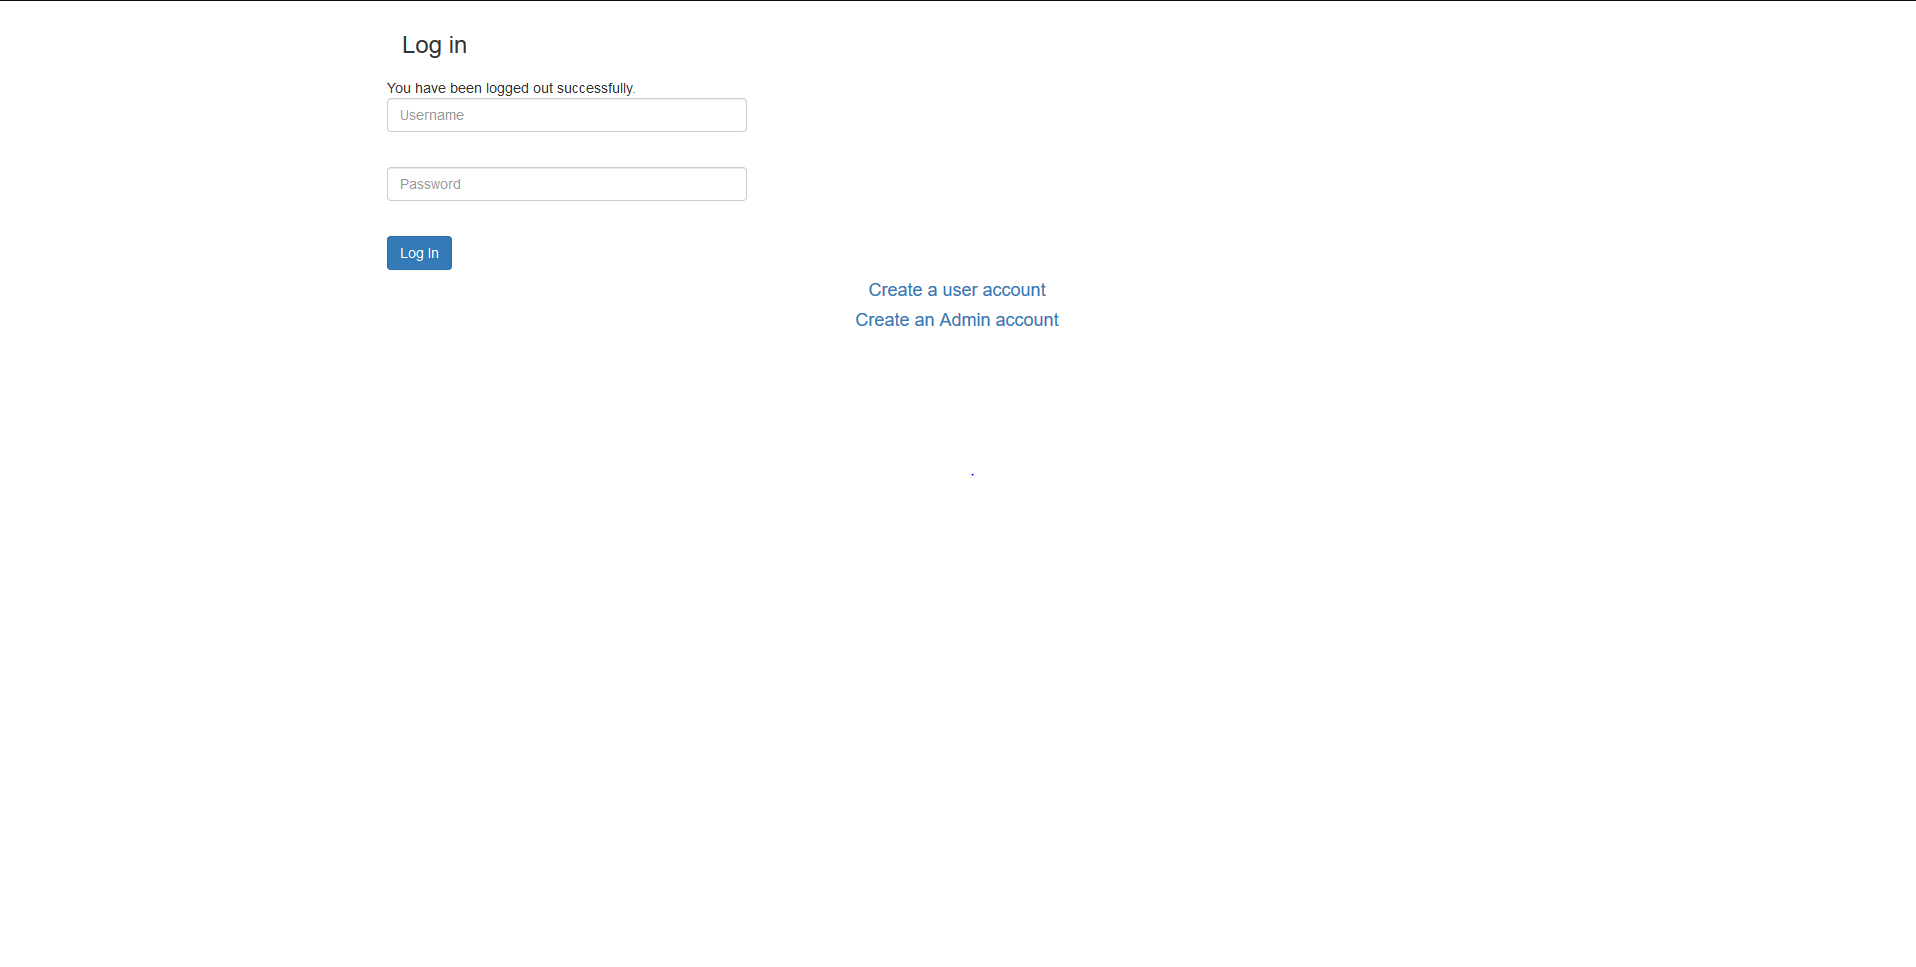 Log in
You have been logged out successfully.
Username
Password
Log In
Create a user account
Create an Admin account